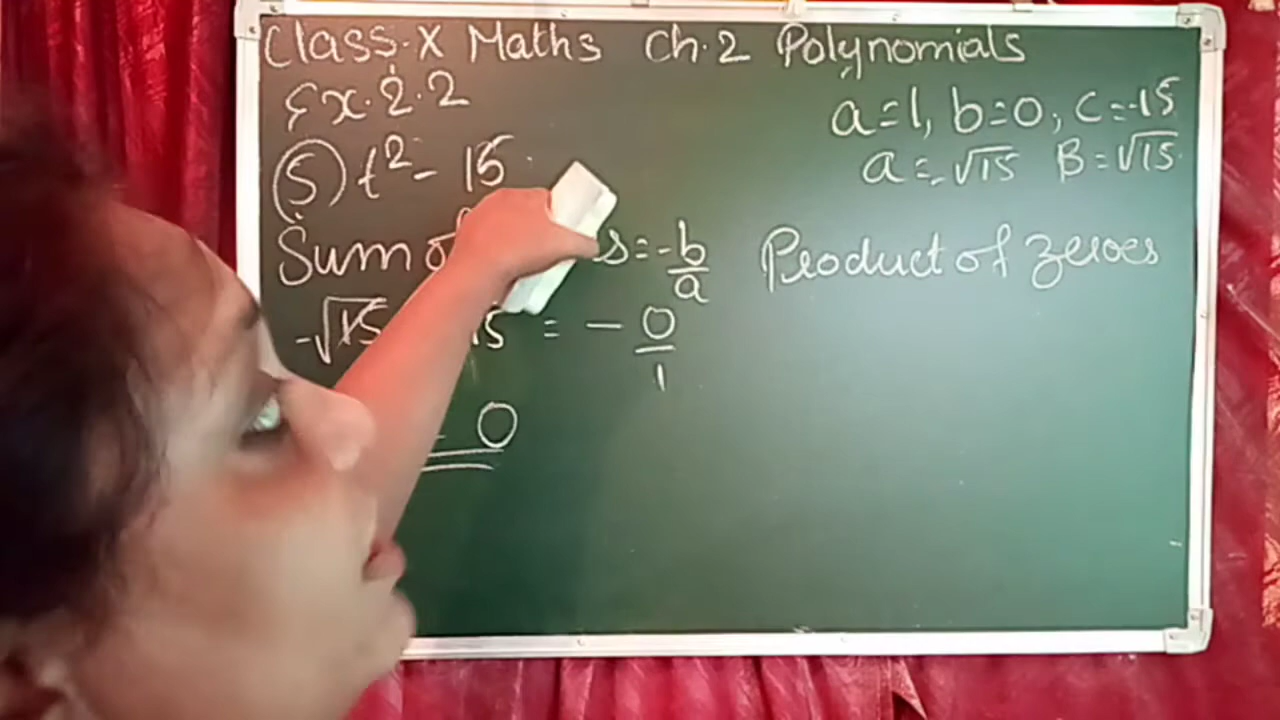 Class-X Maths Ch.2 Polynomials
Ex.2.2
a=1, b=0, c=-15
5) t² - 15
a=-√15 B=√15
Sum = -b/a Product of zeroes
-√15 15 = -0/1
0